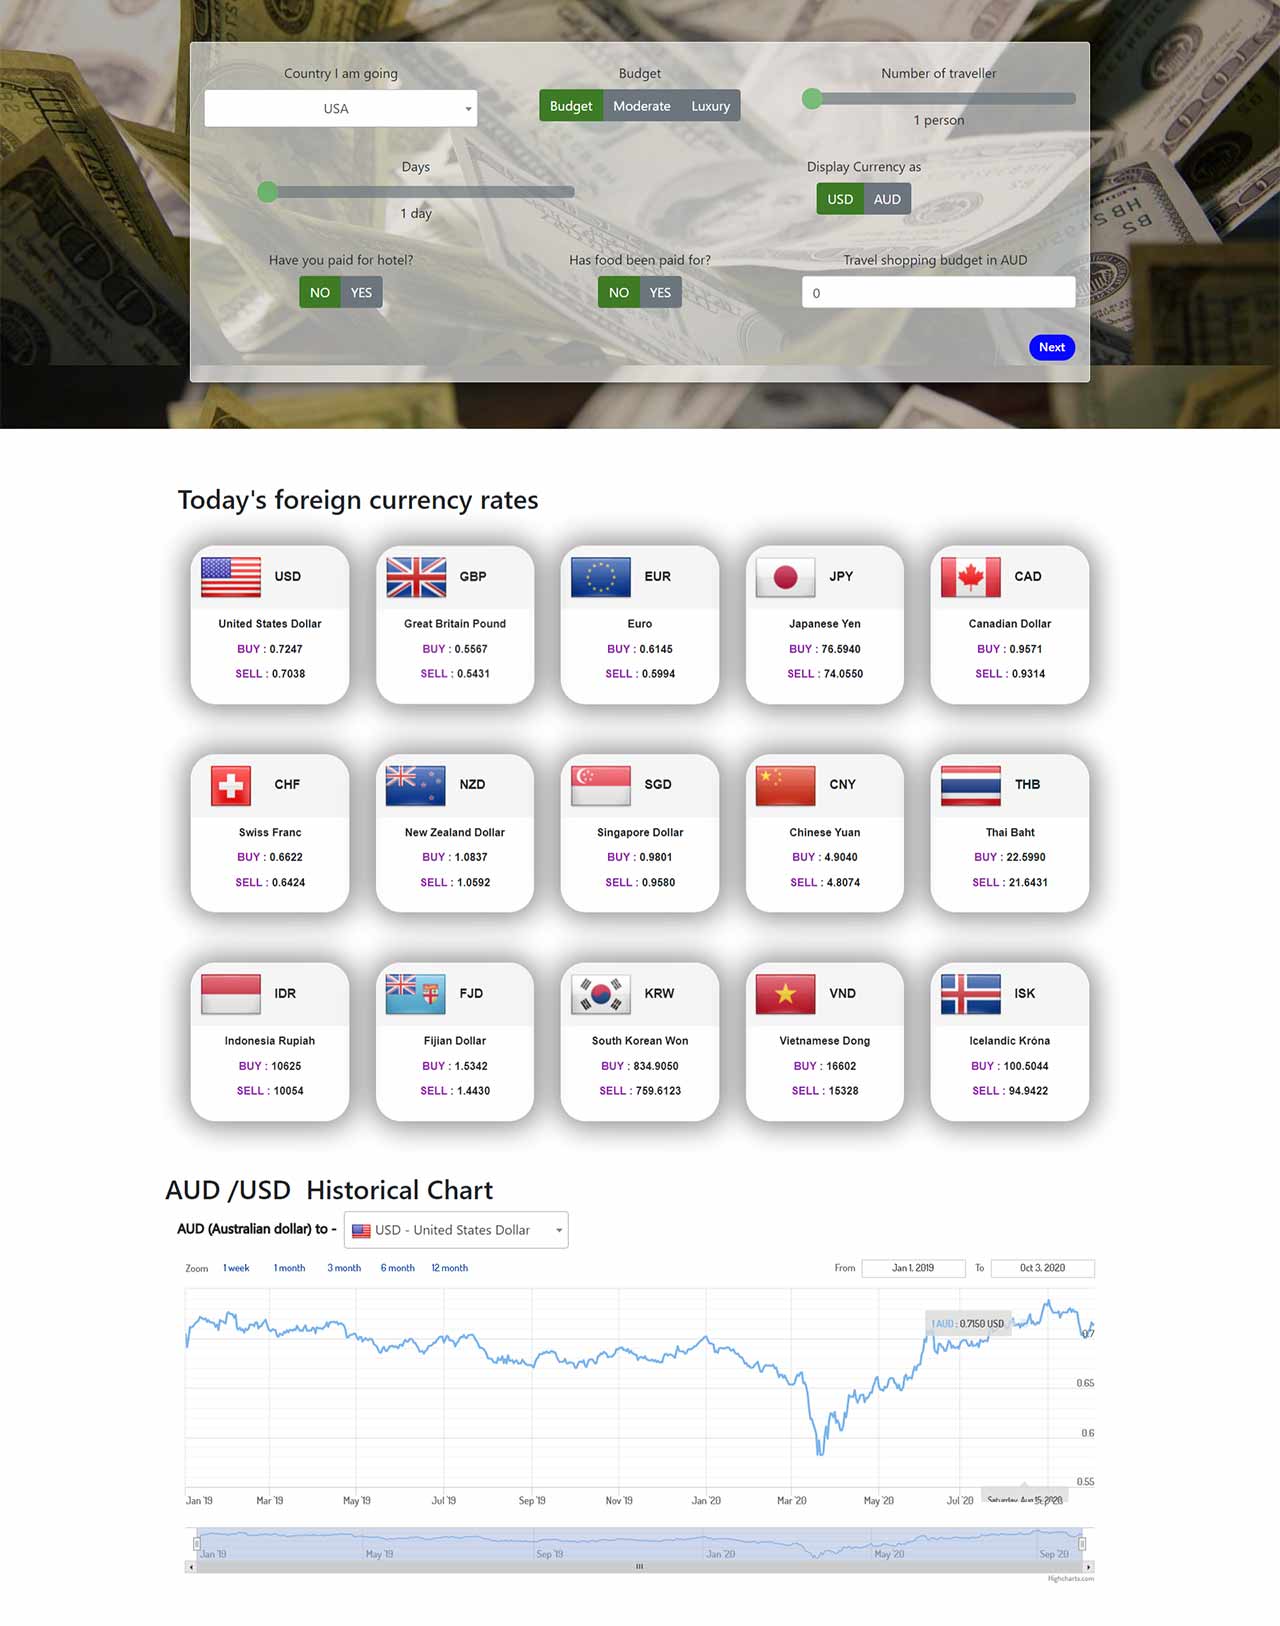 Country I am going
Budget
Number of traveller
USA
Budget Moderate Luxury
1 person
Days
Display Currency as
USD AUD
1 day
Have you paid for hotel?
Has food been paid for?
Travel shopping budget in AUD
NO YES
NO YES
0
Next
Today's foreign currency rates
USD
United States Dollar
BUY : 0.7247
SELL : 0.7038
GBP
Great Britain Pound
BUY : 0.5567
SELL : 0.5431
EUR
Euro
BUY : 0.6145
SELL : 0.5994
JPY
Japanese Yen
BUY : 76.5940
SELL : 74.0550
CAD
Canadian Dollar
BUY : 0.9571
SELL : 0.9314
CHF
Swiss Franc
BUY : 0.6622
SELL : 0.6424
NZD
New Zealand Dollar
BUY : 1.0837
SELL : 1.0592
SGD
Singapore Dollar
BUY : 0.9801
SELL : 0.9580
CNY
Chinese Yuan
BUY : 4.9040
SELL : 4.8074
THB
Thai Baht
BUY : 22.5990
SELL : 21.6431
IDR
Indonesia Rupiah
BUY : 10625
SELL : 10054
FJD
Fijian Dollar
BUY : 1.5342
SELL : 1.4430
KRW
South Korean Won
BUY : 834.9050
SELL : 759.6123
VND
Vietnamese Dong
BUY : 16602
SELL : 15328
ISK
Icelandic Króna
BUY : 100.5044
SELL : 94.9422
AUD /USD Historical Chart
AUD (Australian dollar) to - USD - United States Dollar
Zoom 1 week 1 month 3 month 6 month 12 month
From Jan 1, 2019 To Oct 3, 2020
1 AUD : 0.7150 USD
0.7
0.65
0.6
0.55
Jan '19 Mar '19 May '19 Jul '19 Sep '19 Nov '19 Jan '20 Mar '20 May '20 Jul '20 Sep '20
Saturday, Aug 15, 2020
Jan '19 May '19 Sep '19 Jan '20 May '20 Sep '20
Highcharts.com